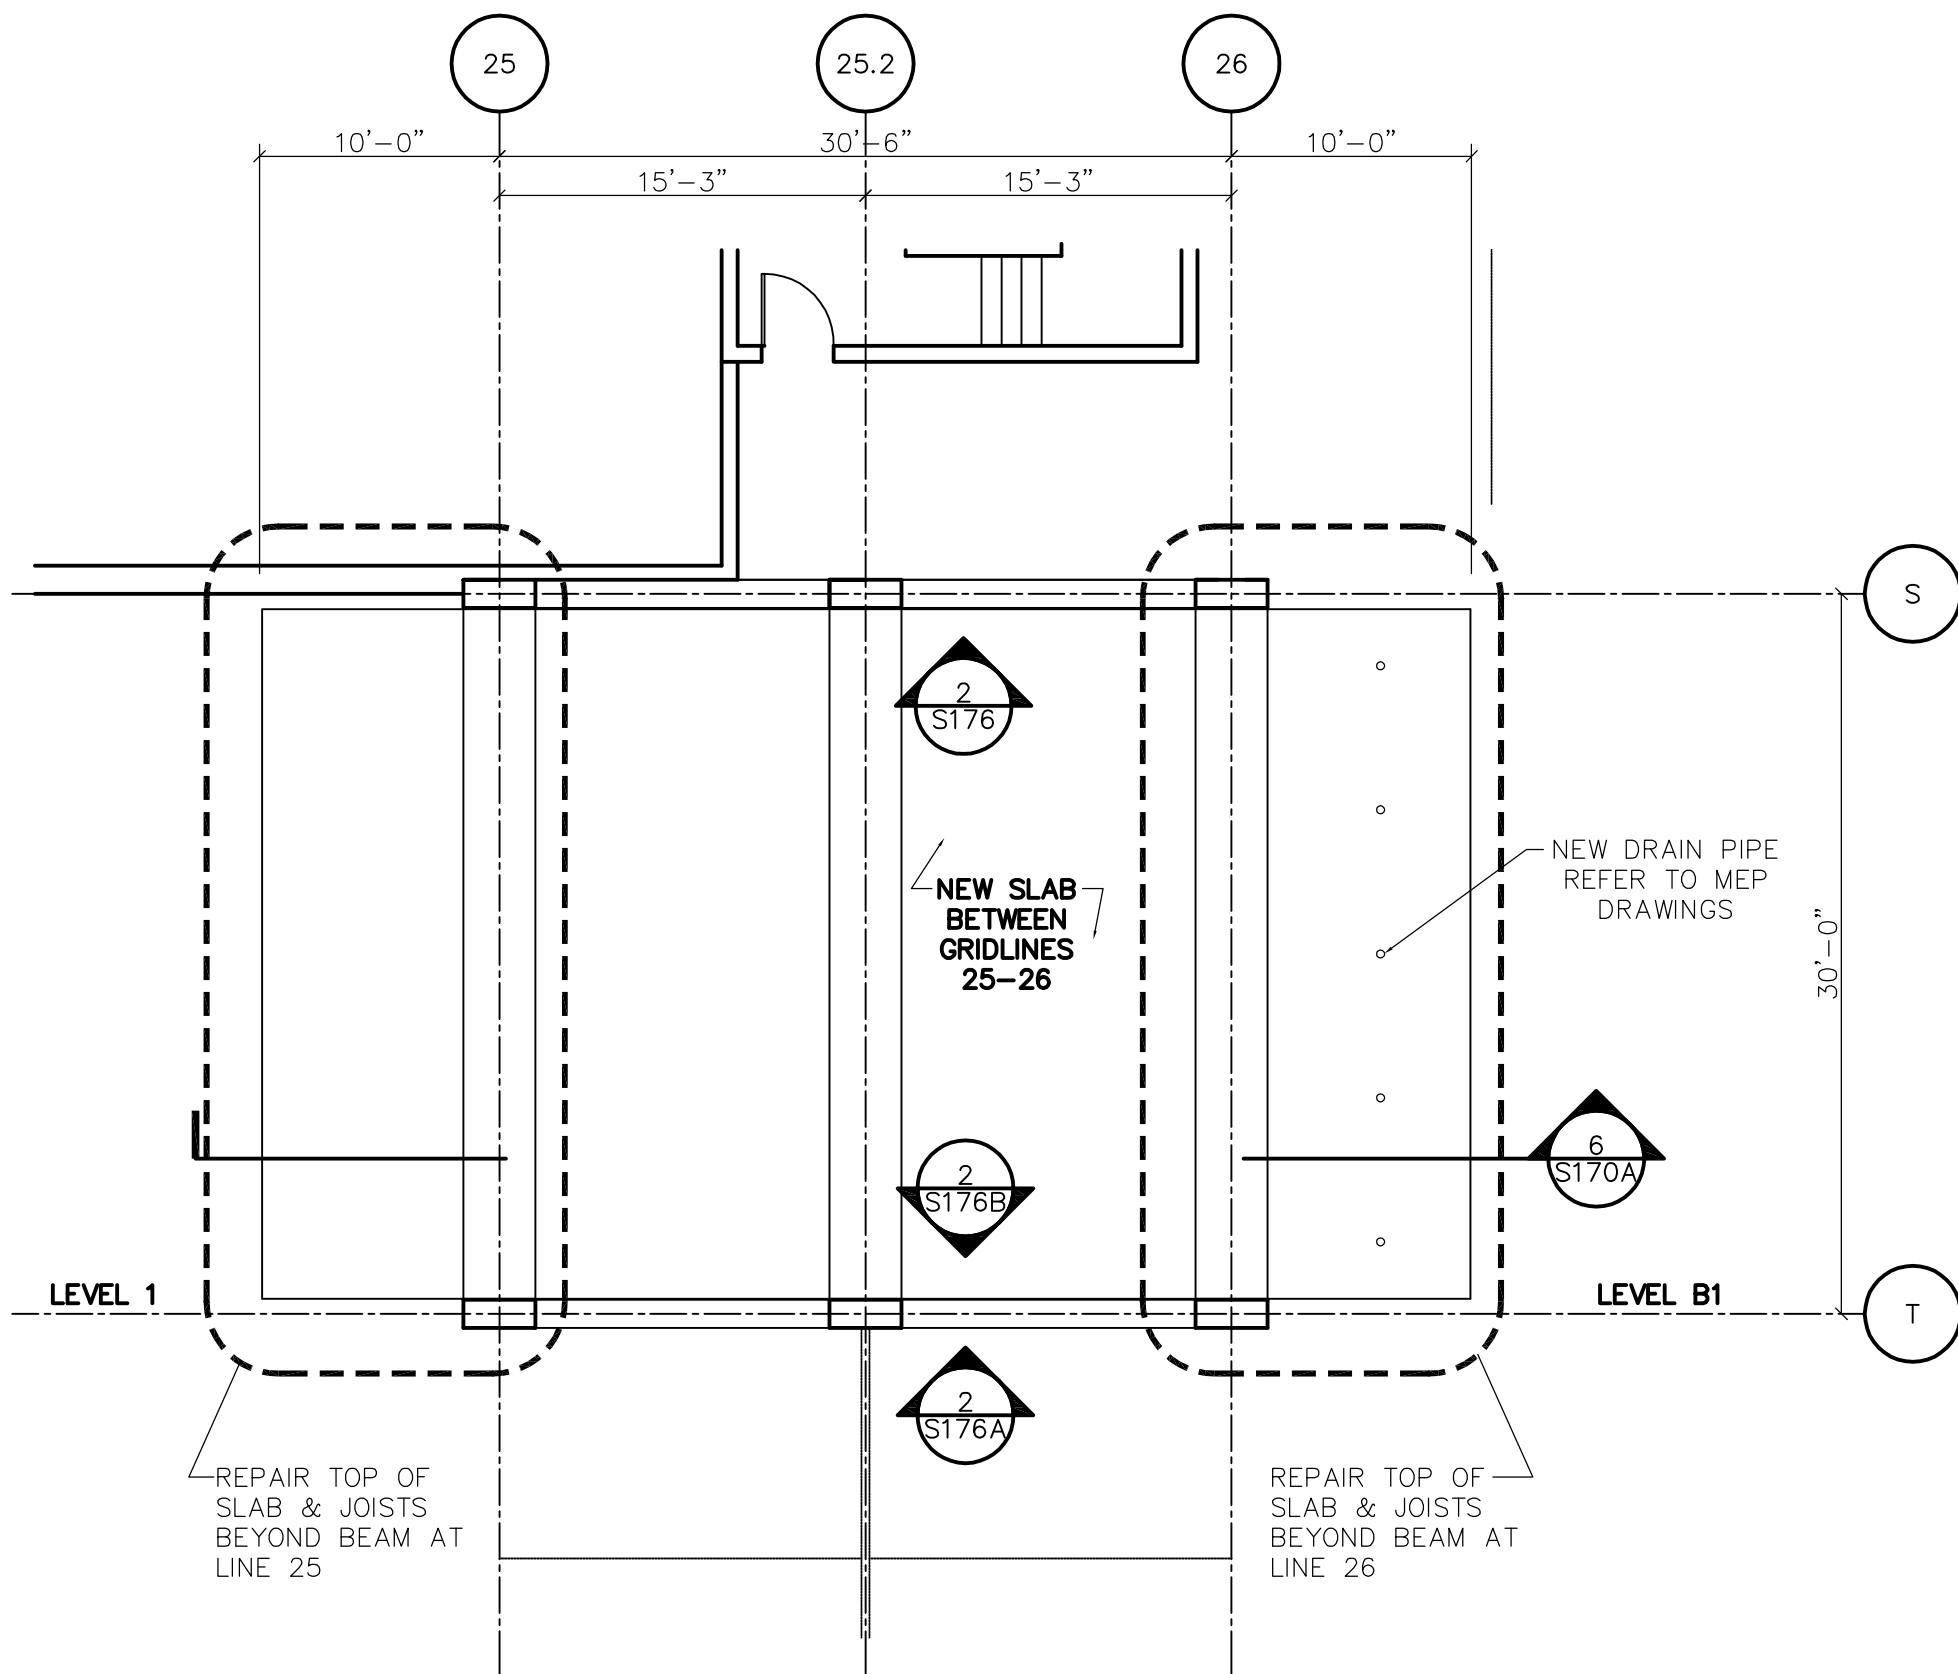 25
25.2
26
10'-0"
30'-6"
10'-0"
15'-3"
15'-3"
S
2
S176
NEW SLAB
BETWEEN
GRIDLINES
25-26
NEW DRAIN PIPE
REFER TO MEP
DRAWINGS
30'-0"
6
S170A
2
S176B
LEVEL 1
LEVEL B1
T
2
S176A
REPAIR TOP OF
SLAB & JOISTS
BEYOND BEAM AT
LINE 25
REPAIR TOP OF
SLAB & JOISTS
BEYOND BEAM AT
LINE 26